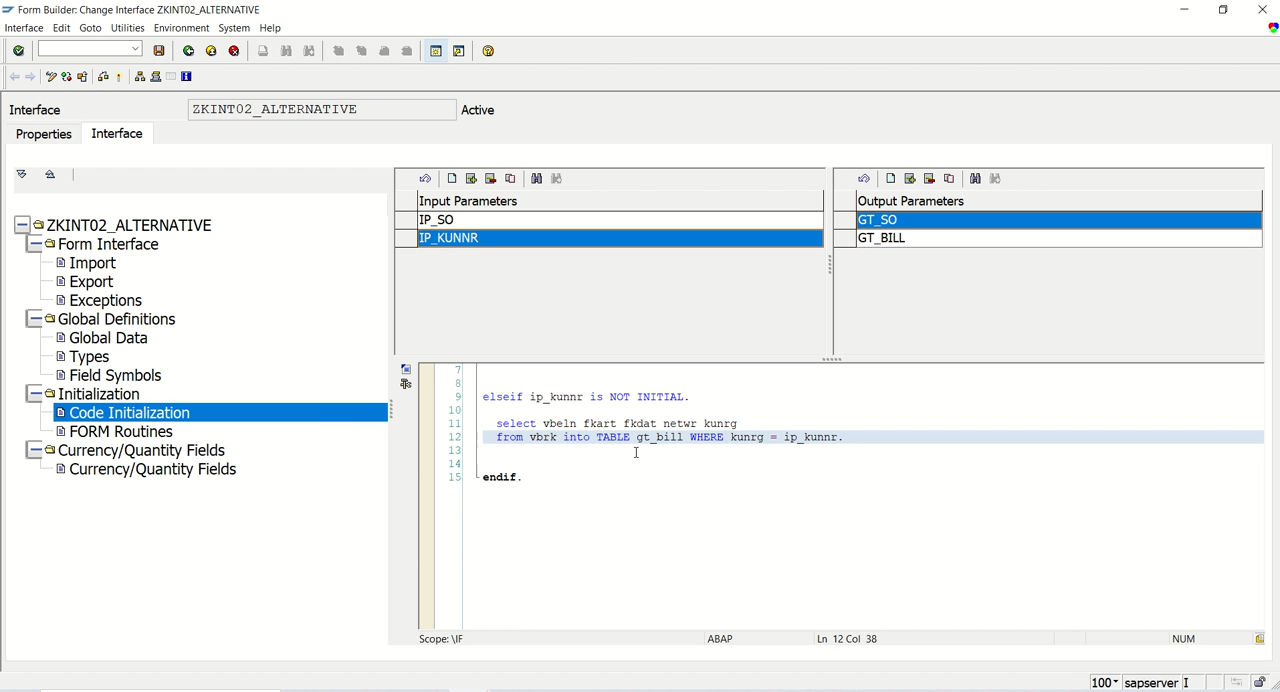 Form Builder: Change Interface ZKINT02_ALTERNATIVE
Interface Edit Goto Utilities Environment System Help
Interface ZKINT02_ALTERNATIVE Active
Properties Interface
ZKINT02_ALTERNATIVE
Form Interface
Import
Export
Exceptions
Global Definitions
Global Data
Types
Field Symbols
Initialization
Code Initialization
FORM Routines
Currency/Quantity Fields
Currency/Quantity Fields
Input Parameters
IP_SO
IP_KUNNR
Output Parameters
GT_SO
GT_BILL
7
8
9 elseif ip_kunnr is NOT INITIAL.
10
11 select vbeln fkart fkdat netwr kunrg
12 from vbrk into TABLE gt_bill WHERE kunrg = ip_kunnr.
13
14
15 endif.
Scope: \IF ABAP Ln 12 Col 38 NUM
100 sapserver